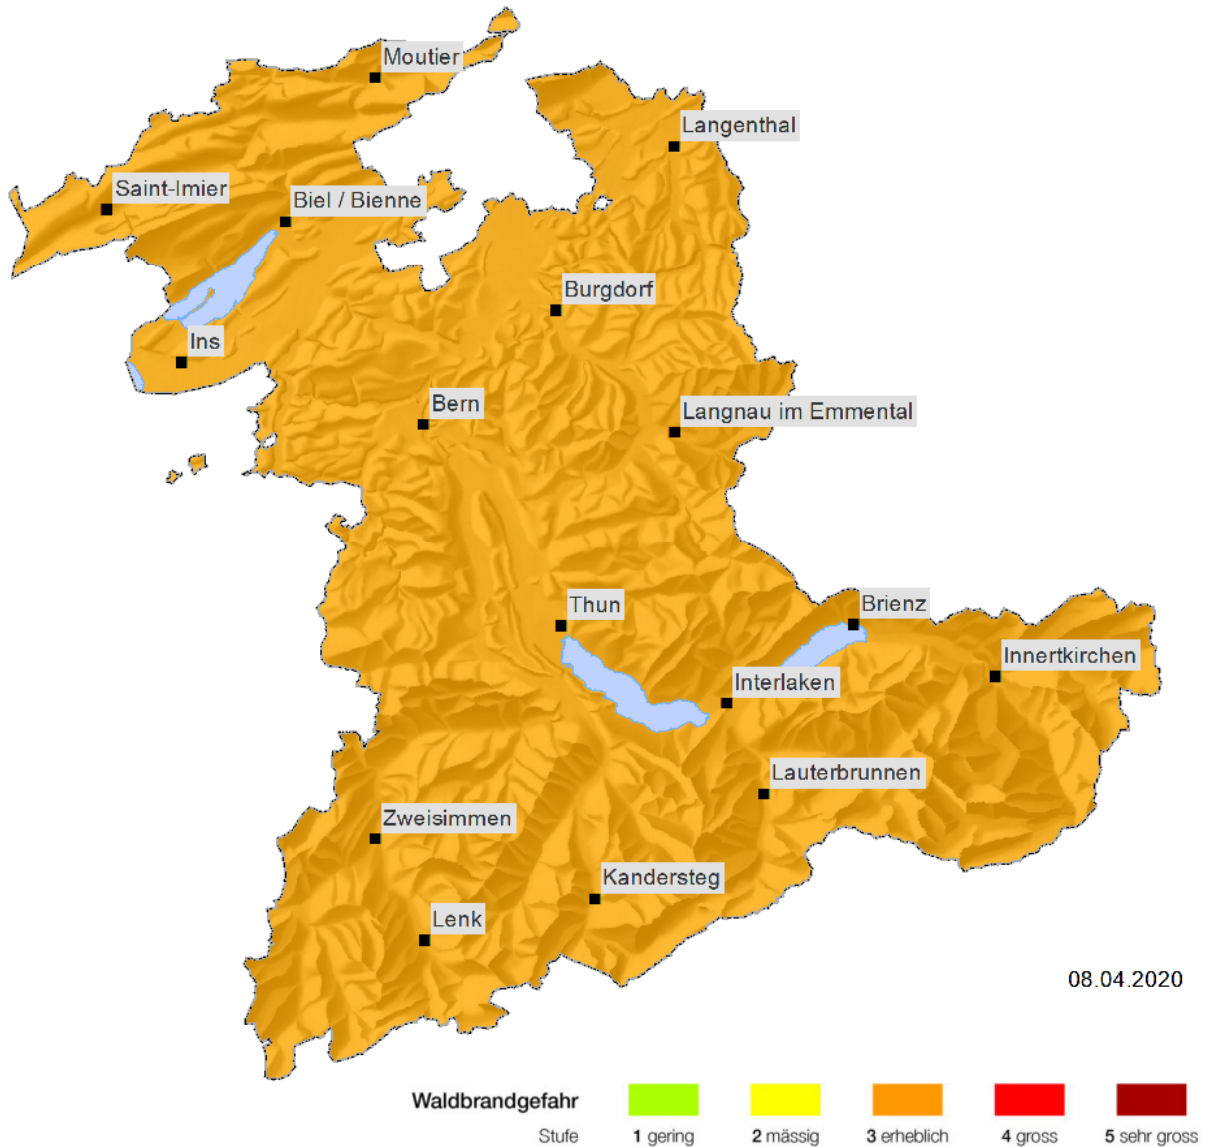 Moutier
Langenthal
Saint-Imier
Biel / Bienne
Burgdorf
Ins
Bern
Langnau im Emmental
Thun
Brienz
Innertkirchen
Interlaken
Lauterbrunnen
Zweisimmen
Kandersteg
Lenk
08.04.2020
Waldbrandgefahr
Stufe 1 gering 2 mässig 3 erheblich 4 gross 5 sehr gross